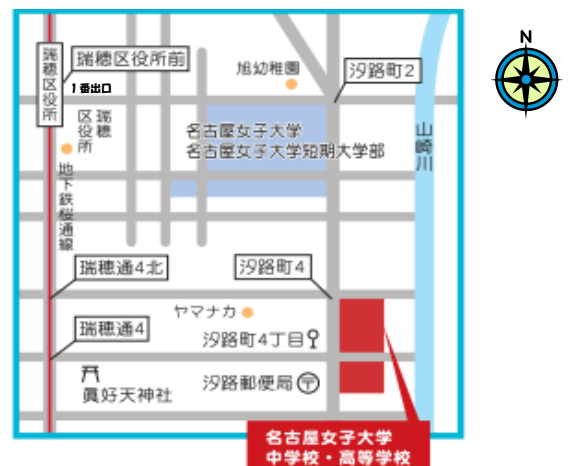 N
瑞穂区役所
瑞穂区役所前
1番出口
旭幼稚園
汐路町2
瑞穂
区役所
名古屋女子大学
名古屋女子大学短期大学部
山崎川
地下鉄桜通線
瑞穂通4北
汐路町4
ヤマナカ
瑞穂通4
汐路町4丁目
眞好天神社
汐路郵便局
名古屋女子大学
中学校・高等学校